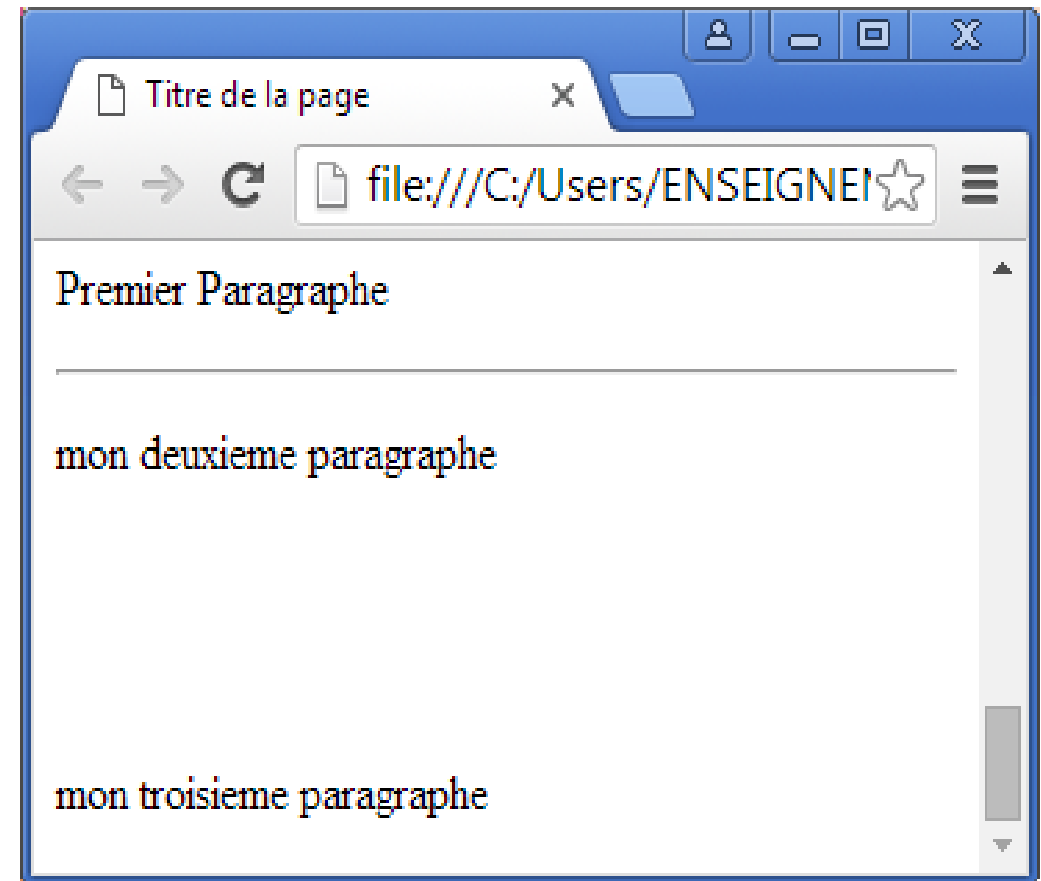 Titre de la page
file:///C:/Users/ENSEIGNE
Premier Paragraphe
mon deuxieme paragraphe
mon troisieme paragraphe